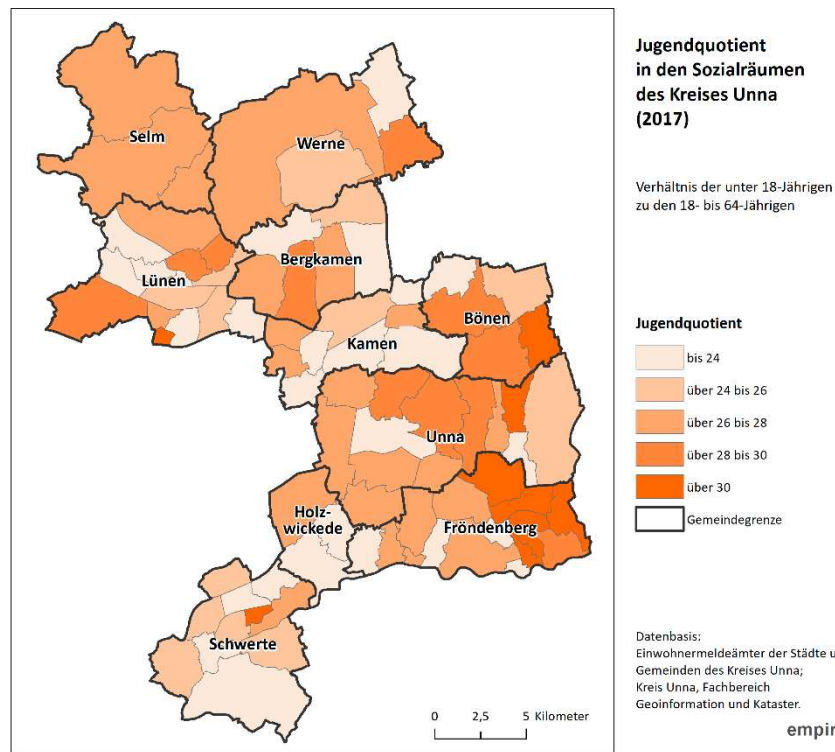 Jugendquotient
in den Sozialräumen
des Kreises Unna
(2017)
Verhältnis der unter 18-Jährigen
zu den 18- bis 64-Jährigen
Selm
Werne
Lünen
Bergkamen
Bönen
Kamen
Unna
Holz-
wickede
Fröndenberg
Schwerte
Jugendquotient
bis 24
über 24 bis 26
über 26 bis 28
über 28 bis 30
über 30
Gemeindegrenze
0 2,5 5 Kilometer
Datenbasis:
Einwohnermeldeämter der Städte u
Gemeinden des Kreises Unna;
Kreis Unna, Fachbereich
Geoinformation und Kataster.
empir